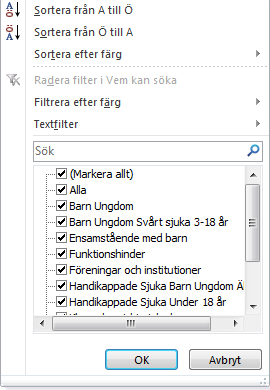 Sortera från A till Ö
Sortera från Ö till A
Sortera efter färg
Radera filter i Vem kan söka
Filtrera efter färg
Textfilter
Sök
(Markera allt)
Alla
Barn Ungdom
Barn Ungdom Svårt sjuka 3-18 år
Ensamstående med barn
Funktionshinder
Föreningar och institutioner
Handikappade Sjuka Barn Ungdom Ä
Handikappade Sjuka Under 18 år
OK
Avbryt